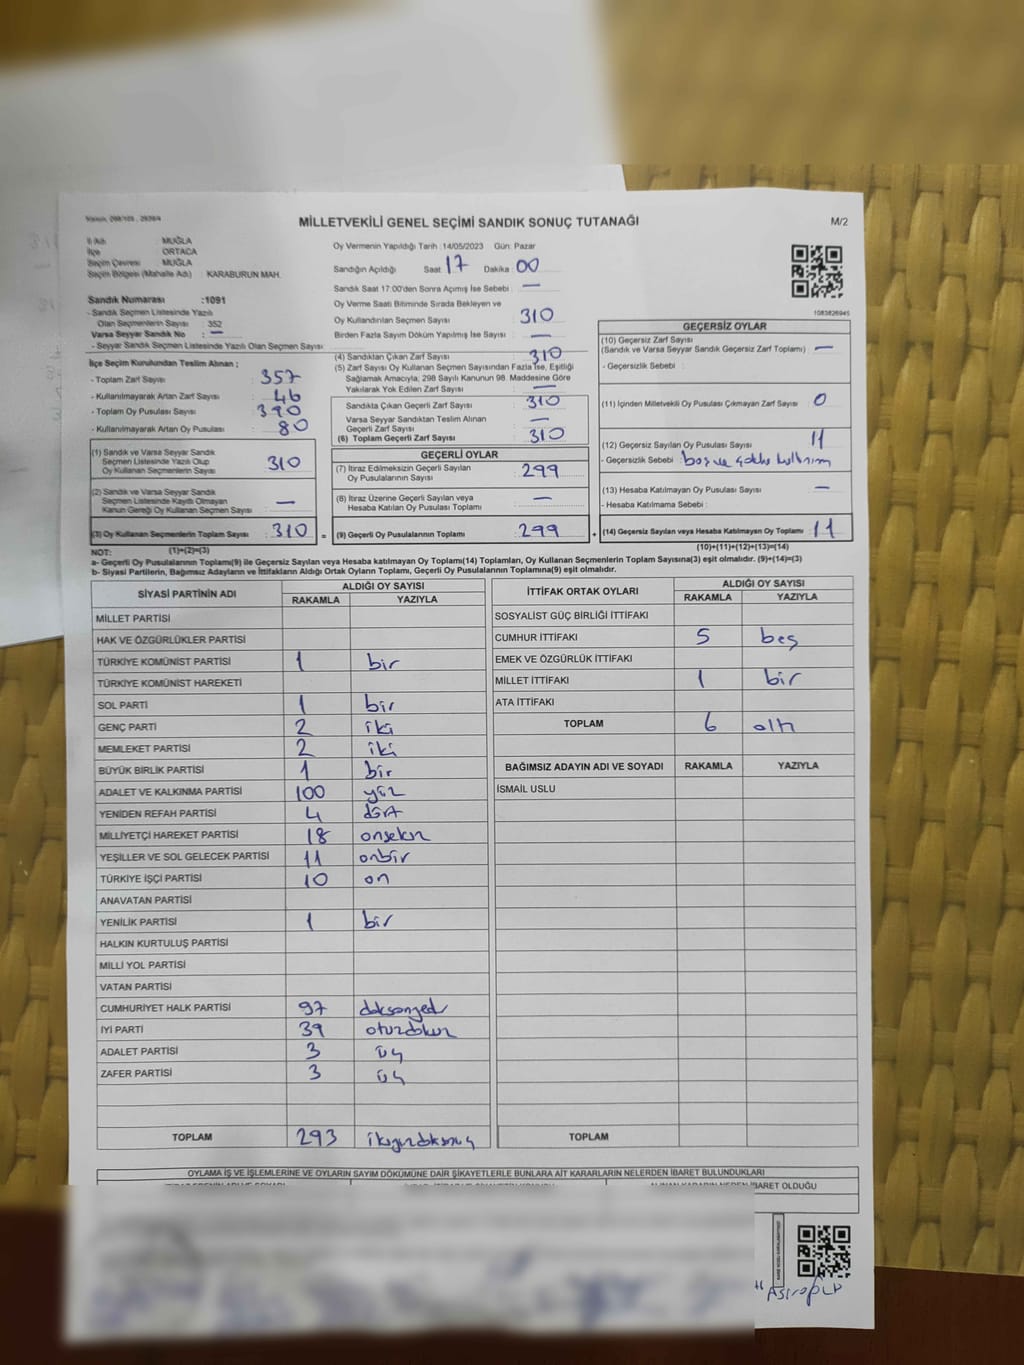 MİLLETVEKİLİ GENEL SEÇİMİ SANDIK SONUÇ TUTANAĞI
M/2
İl Adı : MUĞLA
İlçe : ORTACA
Seçim Çevresi : MUĞLA
Seçim Bölgesi (Mahalle Adı) : KARABURUN MAH.
Sandık Numarası :1091
- Sandık Seçmen Listesinde Yazılı
Olan Seçmenlerin Sayısı : 352
Varsa Seyyar Sandık No : —
- Seyyar Sandık Seçmen Listesinde Yazılı Olan Seçmen Sayısı
Oy Vermenin Yapıldığı Tarih :14/05/2023 Gün: Pazar
Sandığın Açıldığı Saat :17 Dakika :00
Sandık Saat 17:00'den Sonra Açılmış İse Sebebi : —
Oy Verme Saati Bitiminde Sırada Bekleyen ve
Oy Kullandırılan Seçmen Sayısı : 310
Birden Fazla Sayım Döküm Yapılmış İse Sayısı : —
1083826945
İlçe Seçim Kurulundan Teslim Alınan ;
- Toplam Zarf Sayısı : 357
- Kullanılmayarak Artan Zarf Sayısı : 46
- Toplam Oy Pusulası Sayısı : 390
- Kullanılmayarak Artan Oy Pusulası : 80
(1) Sandık ve Varsa Seyyar Sandık
Seçmen Listesinde Yazılı Olup
Oy Kullanan Seçmenlerin Sayısı : 310
(2) Sandık ve Varsa Seyyar Sandık
Seçmen Listesinde Kayıtlı Olmayan
Kanun Gereği Oy Kullanan Seçmen Sayısı : —
(3) Oy Kullanan Seçmenlerin Toplam Sayısı : 310
(4) Sandıktan Çıkan Zarf Sayısı : 310
(5) Zarf Sayısı Oy Kullanan Seçmen Sayısından Fazla İse, Eşitliği
Sağlamak Amacıyla; 298 Sayılı Kanunun 98. Maddesine Göre
Yakılarak Yok Edilen Zarf Sayısı : —
Sandıkta Çıkan Geçerli Zarf Sayısı : 310
Varsa Seyyar Sandıktan Teslim Alınan
Geçerli Zarf Sayısı : —
(6) Toplam Geçerli Zarf Sayısı : 310
GEÇERLİ OYLAR
(7) İtiraz Edilmeksizin Geçerli Sayılan
Oy Pusulalarının Sayısı : 299
(8) İtiraz Üzerine Geçerli Sayılan veya
Hesaba Katılan Oy Pusulası Toplamı : —
= (9) Geçerli Oy Pusulalarının Toplamı : 299
GEÇERSİZ OYLAR
(10) Geçersiz Zarf Sayısı
(Sandık ve Varsa Seyyar Sandık Geçersiz Zarf Toplamı) : —
- Geçersizlik Sebebi :
(11) İçinden Milletvekili Oy Pusulası Çıkmayan Zarf Sayısı : 0
(12) Geçersiz Sayılan Oy Pusulası Sayısı : 11
- Geçersizlik Sebebi : boş ve çoklu kullanım
(13) Hesaba Katılmayan Oy Pusulası Sayısı : —
- Hesaba Katılmama Sebebi :
+ (14) Geçersiz Sayılan veya Hesaba Katılmayan Oy Toplamı : 11
NOT: (1)+(2)=(3) (10)+(11)+(12)+(13)=(14)
a- Geçerli Oy Pusulalarının Toplamı(9) ile Geçersiz Sayılan veya Hesaba katılmayan Oy Toplamı(14) Toplamları, Oy Kullanan Seçmenlerin Toplam Sayısına(3) eşit olmalıdır. (9)+(14)=(3)
b- Siyasi Partilerin, Bağımsız Adayların ve İttifakların Aldığı Ortak Oyların Toplamı, Geçerli Oy Pusulalarının Toplamına(9) eşit olmalıdır.
SİYASİ PARTİNİN ADI ALDIĞI OY SAYISI
RAKAMLA YAZIYLA
MİLLET PARTİSİ
HAK VE ÖZGÜRLÜKLER PARTİSİ
TÜRKİYE KOMÜNİST PARTİSİ 1 bir
TÜRKİYE KOMÜNİST HAREKETİ
SOL PARTİ 1 bir
GENÇ PARTİ 2 iki
MEMLEKET PARTİSİ 2 iki
BÜYÜK BİRLİK PARTİSİ 1 bir
ADALET VE KALKINMA PARTİSİ 100 yüz
YENİDEN REFAH PARTİSİ 4 dört
MİLLİYETÇİ HAREKET PARTİSİ 18 onsekiz
YEŞİLLER VE SOL GELECEK PARTİSİ 11 onbir
TÜRKİYE İŞÇİ PARTİSİ 10 on
ANAVATAN PARTİSİ
YENİLİK PARTİSİ 1 bir
HALKIN KURTULUŞ PARTİSİ
MİLLİ YOL PARTİSİ
VATAN PARTİSİ
CUMHURİYET HALK PARTİSİ 97 doksanyedi
İYİ PARTİ 39 otuzdokuz
ADALET PARTİSİ 3 üç
ZAFER PARTİSİ 3 üç
TOPLAM 293 ikiyüzdoksanüç
İTTİFAK ORTAK OYLARI ALDIĞI OY SAYISI
RAKAMLA YAZIYLA
SOSYALİST GÜÇ BİRLİĞİ İTTİFAKI
CUMHUR İTTİFAKI 5 beş
EMEK VE ÖZGÜRLÜK İTTİFAKI
MİLLET İTTİFAKI 1 bir
ATA İTTİFAKI
TOPLAM 6 altı
BAĞIMSIZ ADAYIN ADI VE SOYADI RAKAMLA YAZIYLA
İSMAİL USLU
TOPLAM
OYLAMA İŞ VE İŞLEMLERİNE VE OYLARIN SAYIM DÖKÜMÜNE DAİR ŞİKAYETLERLE BUNLARA AİT KARARLARIN NELERDEN İBARET BULUNDUKLARI